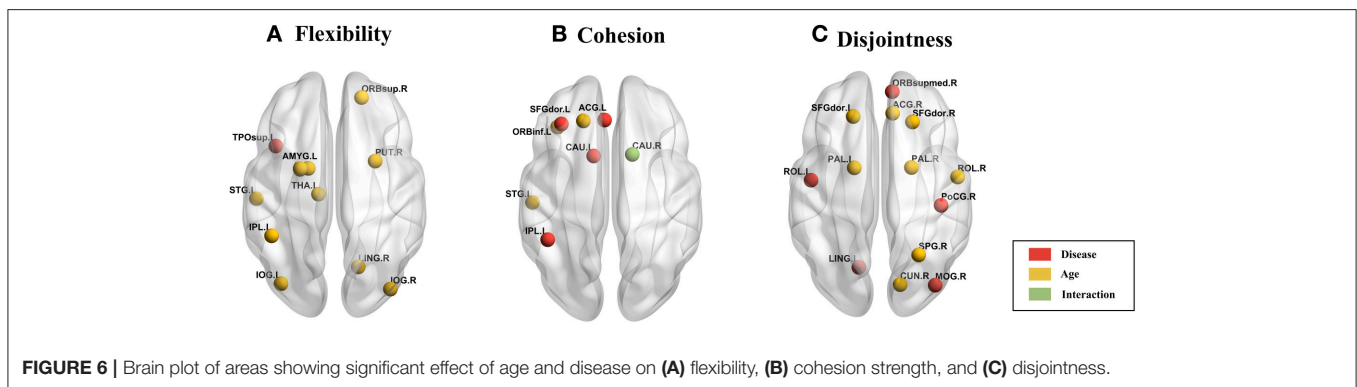 A Flexibility
B Cohesion
C Disjointness
ORBsup.R
TPOsup.L
AMYG.L
PUT.R
THA.L
STG.L
IPL.L
LING.R
IOG.L
IOG.R
SFGdor.L
ACG.L
ORBinf.L
CAU.L
CAU.R
STG.L
IPL.L
ORBsupmed.R
SFGdor.L
ACG.R
SFGdor.R
PAL.L
PAL.R
ROL.L
ROL.R
PoCG.R
SPG.R
LING.L
CUN.R
MOG.R
Disease
Age
Interaction
FIGURE 6 | Brain plot of areas showing significant effect of age and disease on (A) flexibility, (B) cohesion strength, and (C) disjointness.